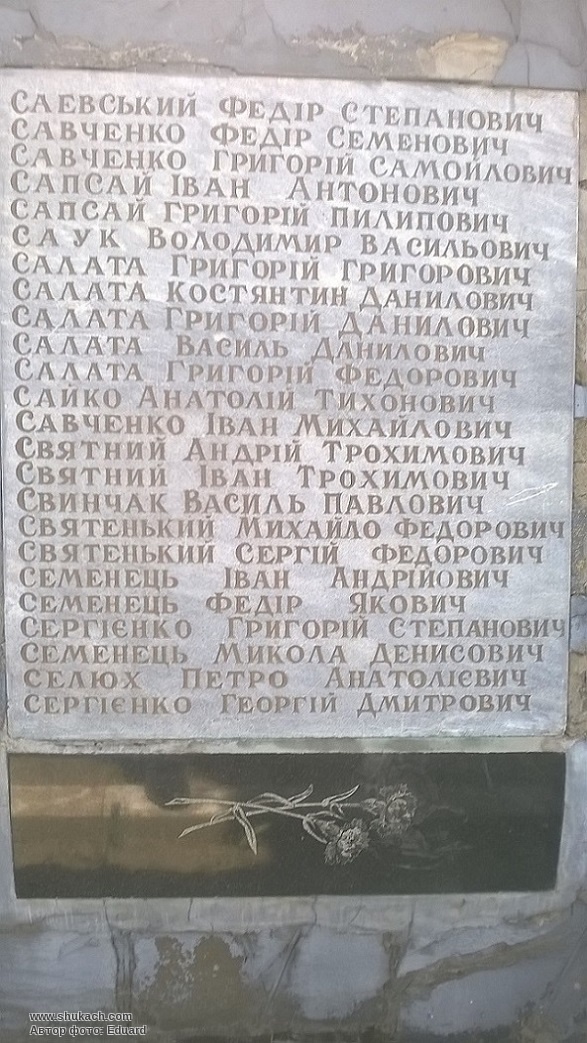 САЕВСЬКИЙ ФЕДІР СТЕПАНОВИЧ
САВЧЕНКО ФЕДІР СЕМЕНОВИЧ
САВЧЕНКО ГРИГОРІЙ САМОЙЛОВИЧ
САПСАЙ ІВАН АНТОНОВИЧ
САПСАЙ ГРИГОРІЙ ПИЛИПОВИЧ
САУК ВОЛОДИМИР ВАСИЛЬОВИЧ
САЛАТА ГРИГОРІЙ ГРИГОРОВИЧ
САЛАТА КОСТЯНТИН ДАНИЛОВИЧ
САЛАТА ГРИГОРІЙ ДАНИЛОВИЧ
САЛАТА ВАСИЛЬ ДАНИЛОВИЧ
САЛАТА ГРИГОРІЙ ФЕДОРОВИЧ
САЙКО АНАТОЛІЙ ТИХОНОВИЧ
САВЧЕНКО ІВАН МИХАЙЛОВИЧ
СВЯТНИЙ АНДРІЙ ТРОХИМОВИЧ
СВЯТНИЙ ІВАН ТРОХИМОВИЧ
СВИНЧАК ВАСИЛЬ ПАВЛОВИЧ
СВЯТЕНЬКИЙ МИХАЙЛО ФЕДОРОВИЧ
СВЯТЕНЬКИЙ СЕРГІЙ ФЕДОРОВИЧ
СЕМЕНЕЦЬ ІВАН АНДРІЙОВИЧ
СЕМЕНЕЦЬ ФЕДІР ЯКОВИЧ
СЕРГІЄНКО ГРИГОРІЙ СТЕПАНОВИЧ
СЕМЕНЕЦЬ МИКОЛА ДЕНИСОВИЧ
СЕЛЮХ ПЕТРО АНАТОЛІЄВИЧ
СЕРГІЄНКО ГЕОРГІЙ ДМИТРОВИЧ
www.shukach.com
Автор фото: Eduard